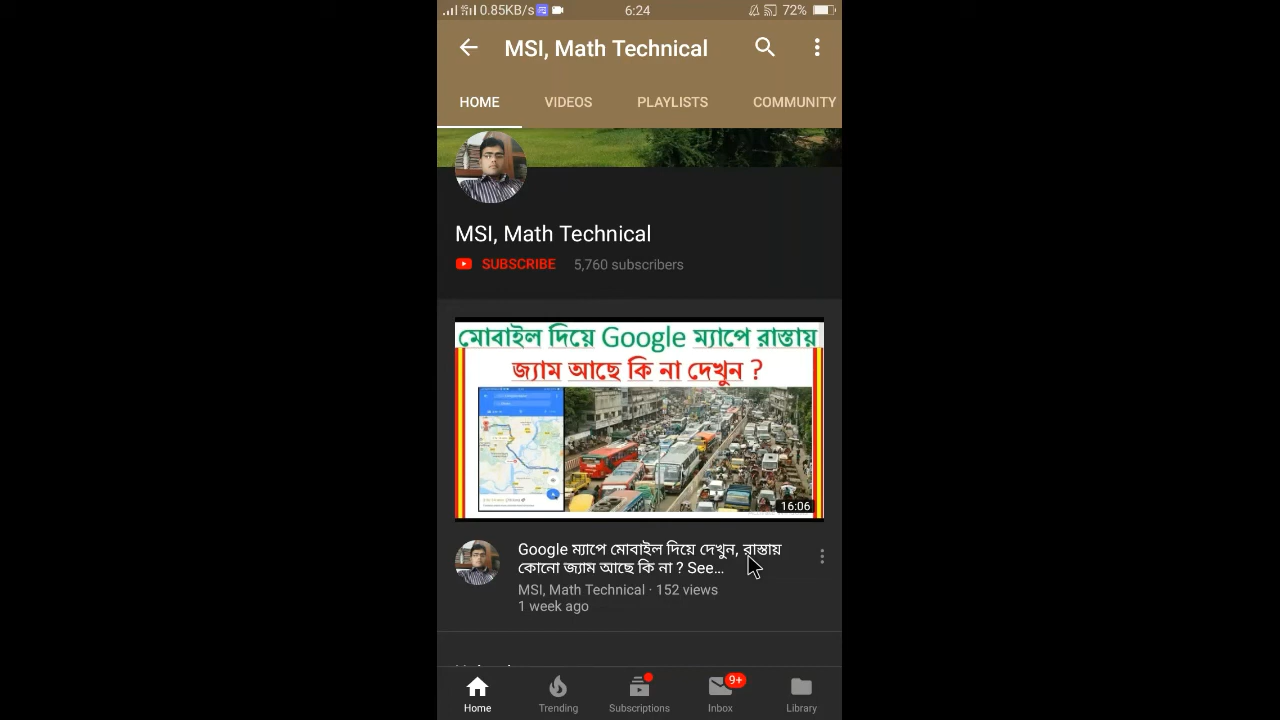 0.85KB/s 6:24 72%
MSI, Math Technical
HOME VIDEOS PLAYLISTS COMMUNITY
MSI, Math Technical
SUBSCRIBE 5,760 subscribers
মোবাইল দিয়ে Google ম্যাপে রাস্তায়
জ্যাম আছে কি না দেখুন ?
16:06
Google ম্যাপে মোবাইল দিয়ে দেখুন, রাস্তায়
কোনো জ্যাম আছে কি না ? See...
MSI, Math Technical · 152 views
1 week ago
9+
Home Trending Subscriptions Inbox Library